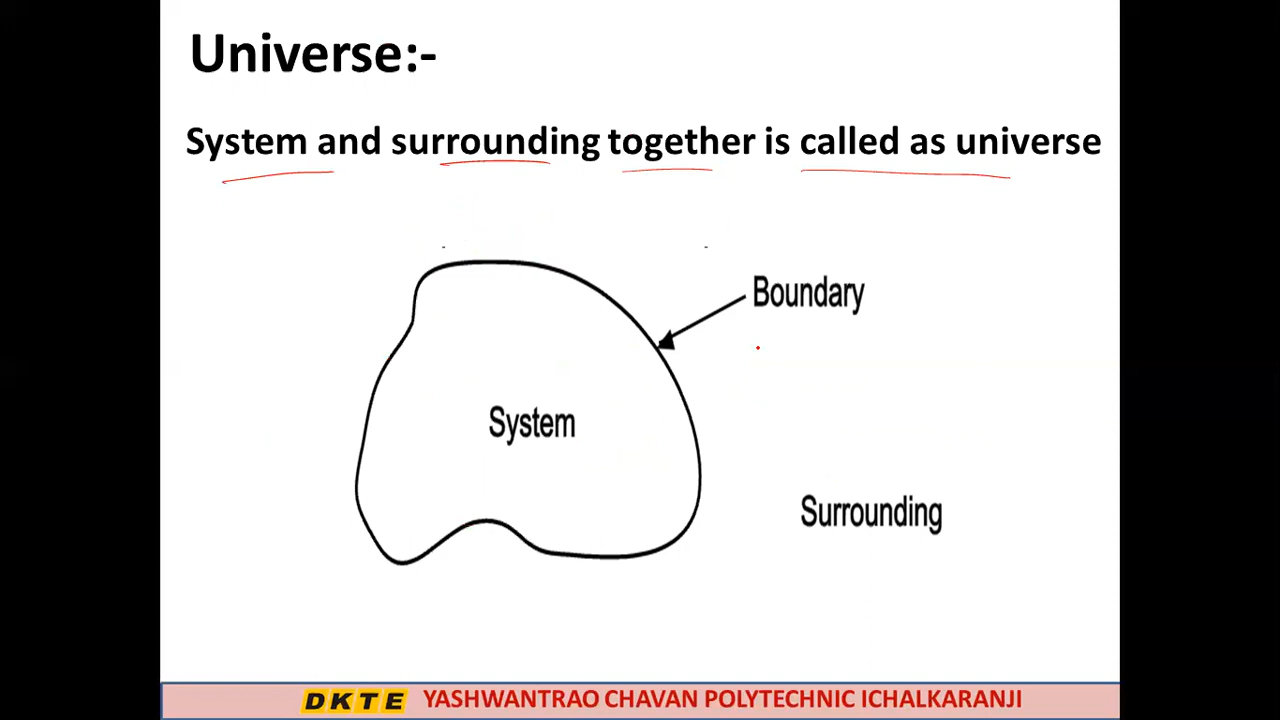 Universe:-
System and surrounding together is called as universe
Boundary
System
Surrounding
DKTE YASHWANTRAO CHAVAN POLYTECHNIC ICHALKARANJI